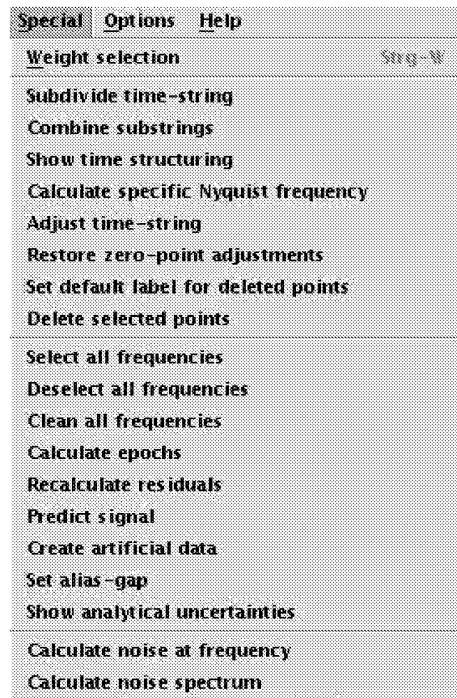 Special Options Help
Weight selection Strg-W
Subdivide time-string
Combine substrings
Show time structuring
Calculate specific Nyquist frequency
Adjust time-string
Restore zero-point adjustments
Set default label for deleted points
Delete selected points
Select all frequencies
Deselect all frequencies
Clean all frequencies
Calculate epochs
Recalculate residuals
Predict signal
Create artificial data
Set alias-gap
Show analytical uncertainties
Calculate noise at frequency
Calculate noise spectrum